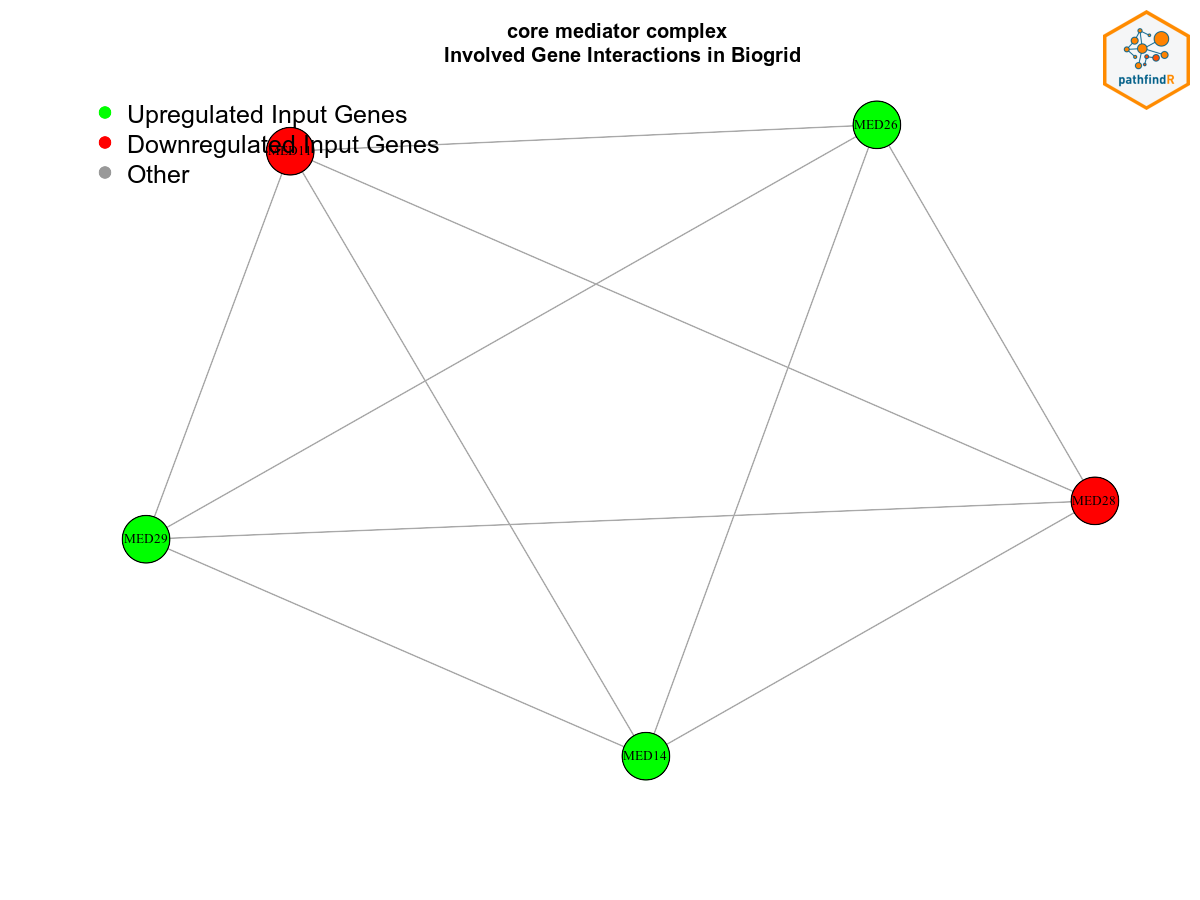 core mediator complex
Involved Gene Interactions in Biogrid
pathfindR
Upregulated Input Genes
Downregulated Input Genes
Other
MED26
MED28
MED29
MED14